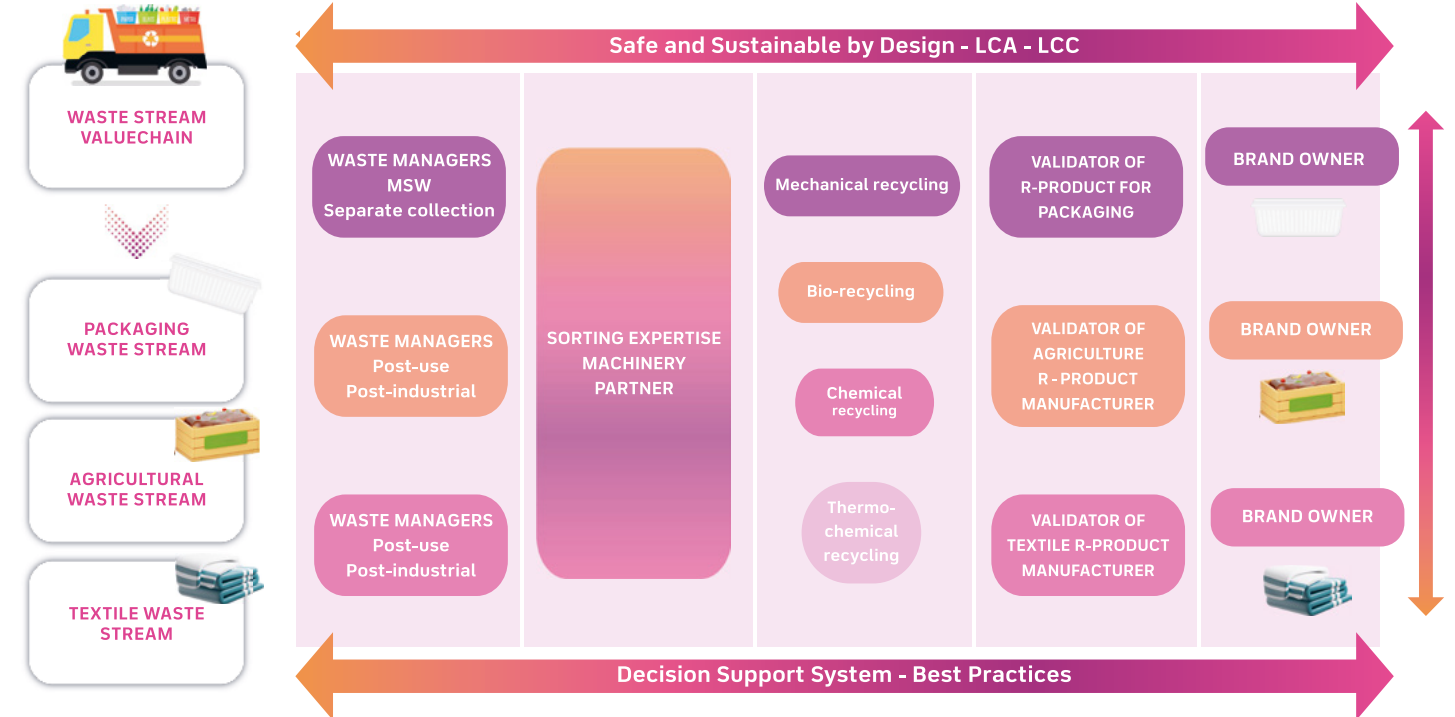 Safe and Sustainable by Design - LCA - LCC
WASTE STREAM
VALUECHAIN
PACKAGING
WASTE STREAM
AGRICULTURAL
WASTE STREAM
TEXTILE WASTE
STREAM
WASTE MANAGERS
MSW
Separate collection
WASTE MANAGERS
Post-use
Post-industrial
WASTE MANAGERS
Post-use
Post-industrial
SORTING EXPERTISE
MACHINERY
PARTNER
Mechanical recycling
Bio-recycling
Chemical
recycling
Thermo-
chemical
recycling
VALIDATOR OF
R-PRODUCT FOR
PACKAGING
VALIDATOR OF
AGRICULTURE
R - PRODUCT
MANUFACTURER
VALIDATOR OF
TEXTILE R-PRODUCT
MANUFACTURER
BRAND OWNER
BRAND OWNER
BRAND OWNER
Decision Support System - Best Practices